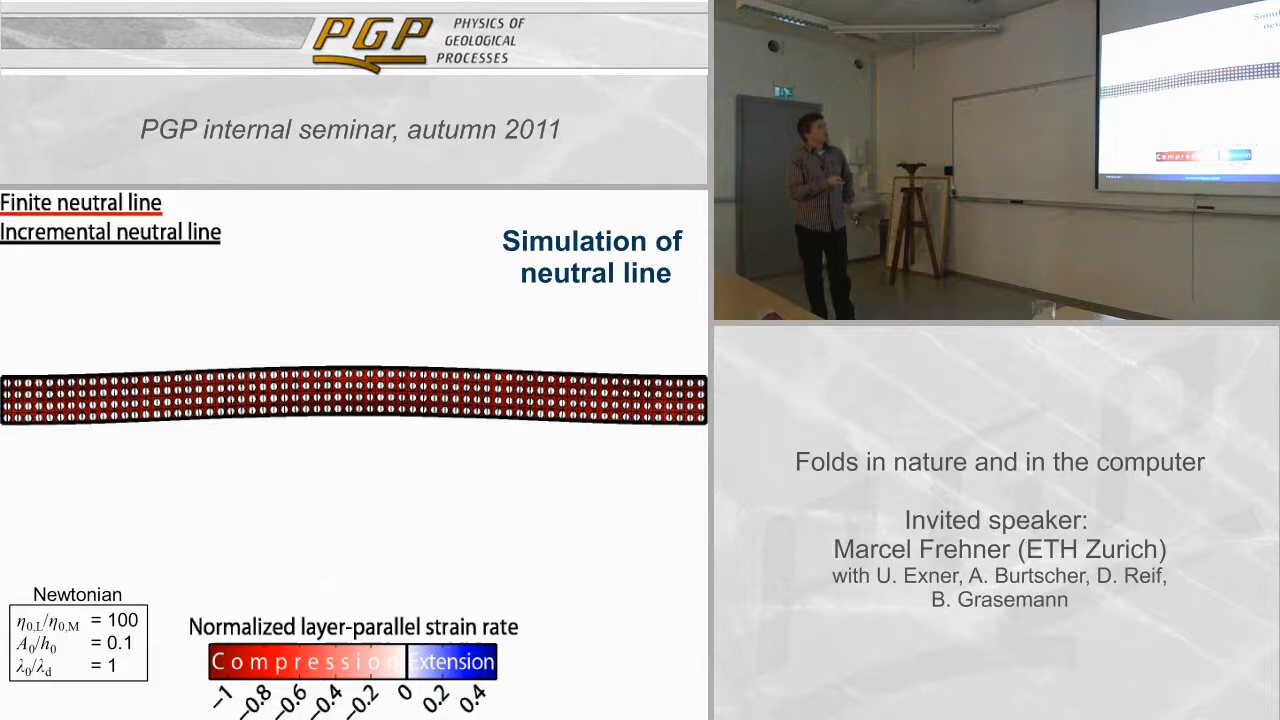 PGP
PHYSICS OF
GEOLOGICAL
PROCESSES
PGP internal seminar, autumn 2011
Finite neutral line
Incremental neutral line
Simulation of
neutral line
Newtonian
η0,L/η0,M = 100
A0/h0 = 0.1
λ0/λd = 1
Normalized layer-parallel strain rate
Compression Extension
−1 −0.8 −0.6 −0.4 −0.2 0 0.2 0.4
Folds in nature and in the computer
Invited speaker:
Marcel Frehner (ETH Zurich)
with U. Exner, A. Burtscher, D. Reif,
B. Grasemann